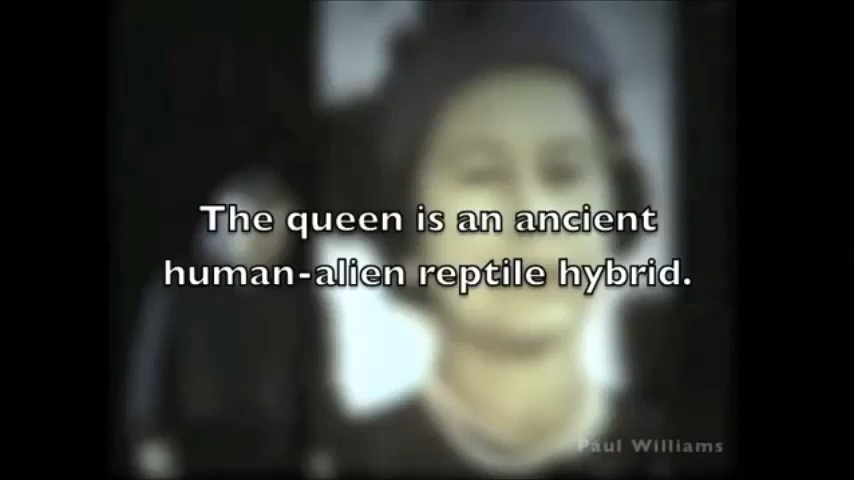 The queen is an ancient
human-alien reptile hybrid.
Paul Williams